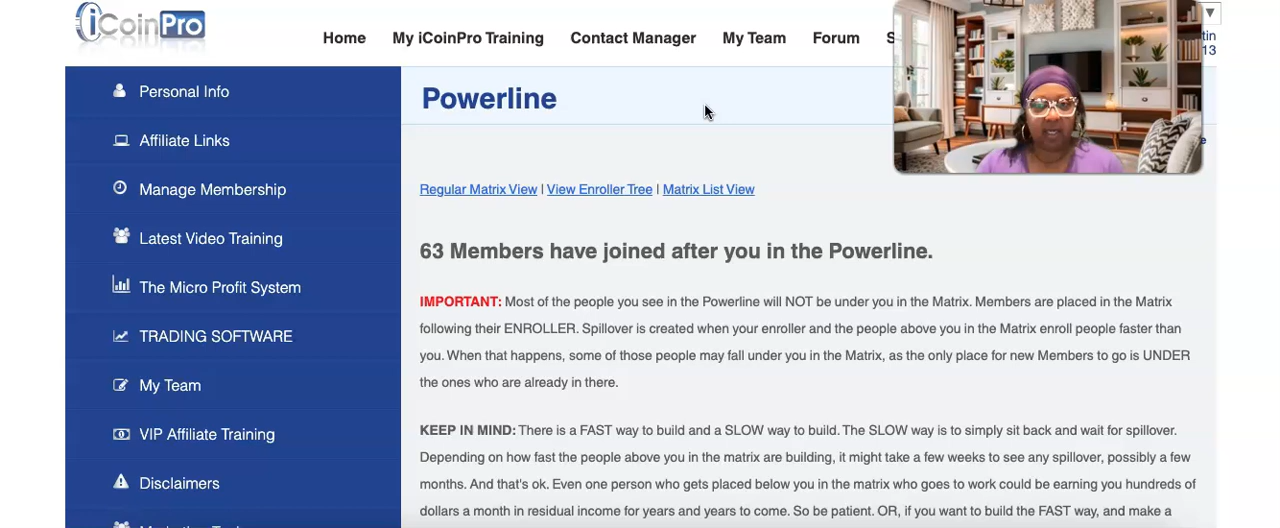 iCoinPro
Home My iCoinPro Training Contact Manager My Team Forum S
tin
13
Personal Info
Affiliate Links
Manage Membership
Latest Video Training
The Micro Profit System
TRADING SOFTWARE
My Team
VIP Affiliate Training
Disclaimers
Powerline
e
Regular Matrix View | View Enroller Tree | Matrix List View
63 Members have joined after you in the Powerline.
IMPORTANT: Most of the people you see in the Powerline will NOT be under you in the Matrix. Members are placed in the Matrix
following their ENROLLER. Spillover is created when your enroller and the people above you in the Matrix enroll people faster than
you. When that happens, some of those people may fall under you in the Matrix, as the only place for new Members to go is UNDER
the ones who are already in there.
KEEP IN MIND: There is a FAST way to build and a SLOW way to build. The SLOW way is to simply sit back and wait for spillover.
Depending on how fast the people above you in the matrix are building, it might take a few weeks to see any spillover, possibly a few
months. And that's ok. Even one person who gets placed below you in the matrix who goes to work could be earning you hundreds
of dollars a month in residual income for years and years to come. So be patient. OR, if you want to build the FAST way, and make a